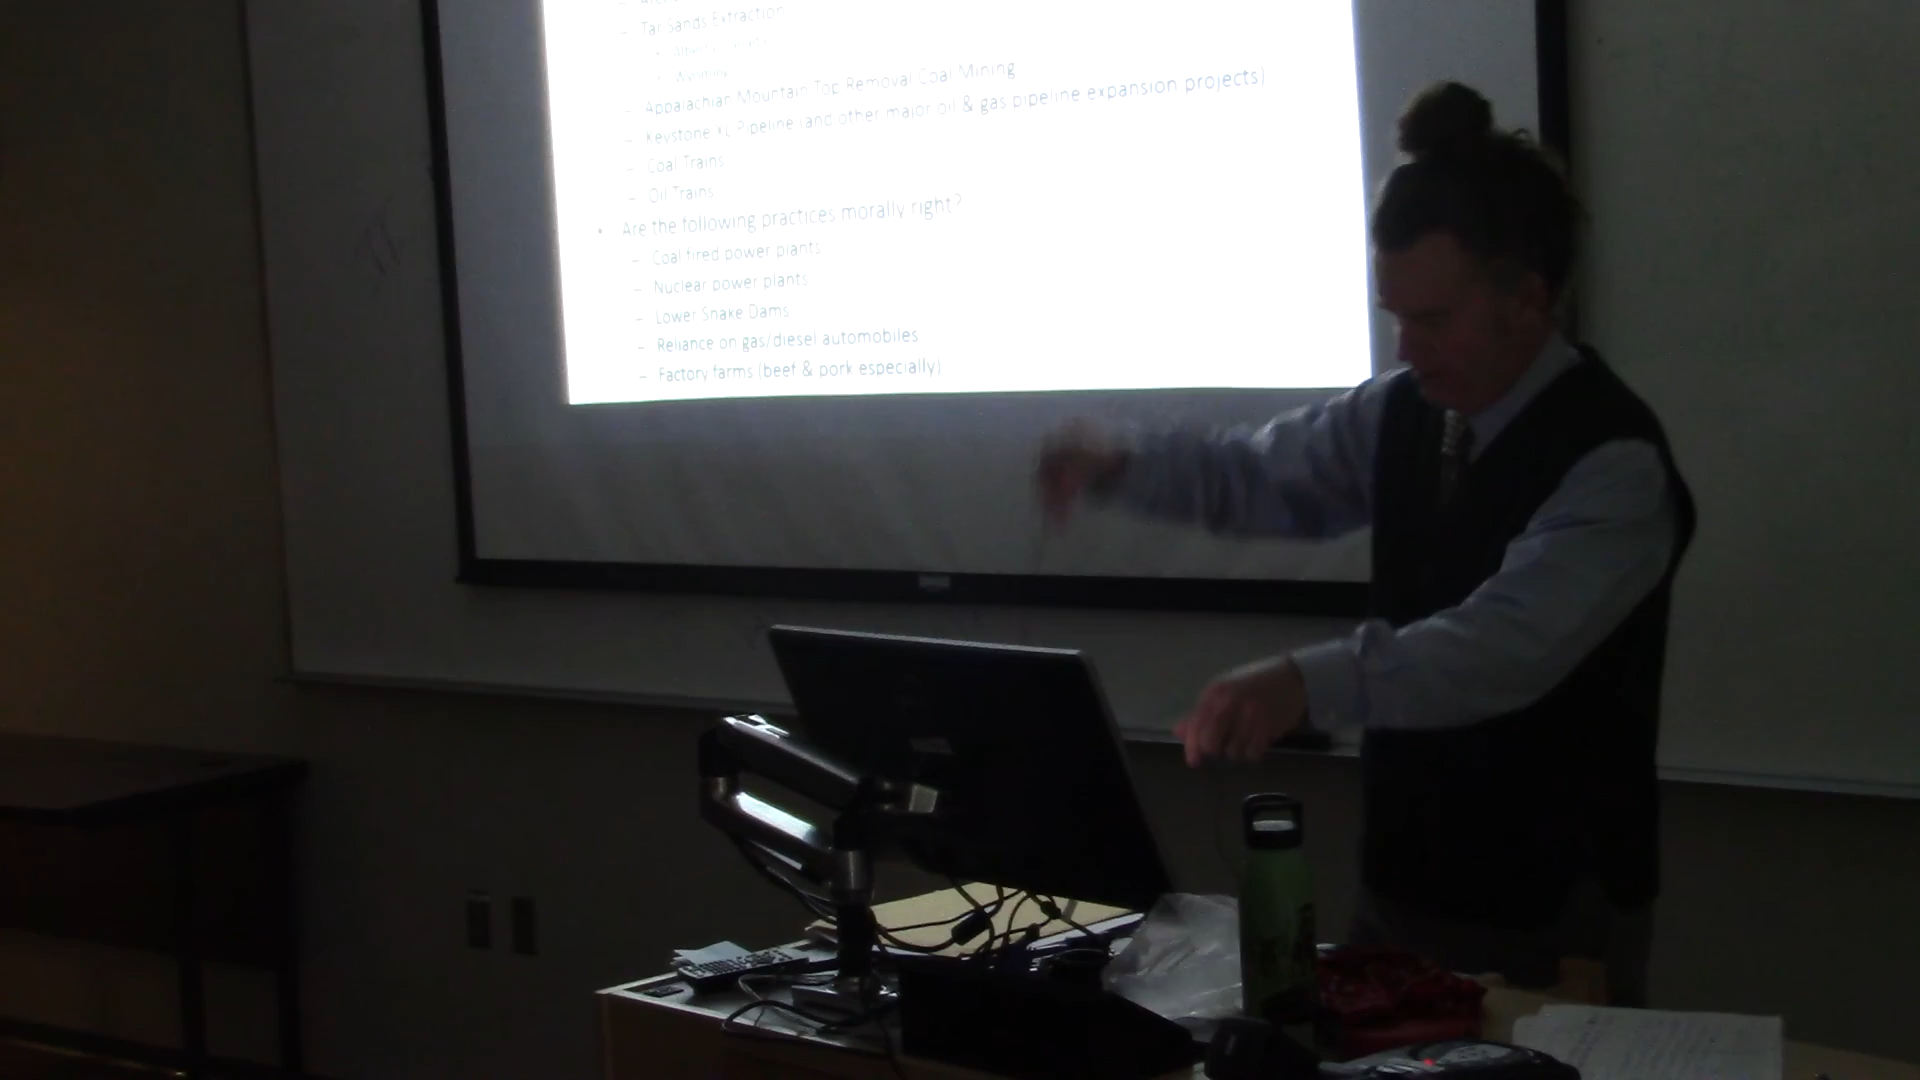 – Tar Sands Extraction
– Appalachian Mountain Top Removal Coal Mining
– Keystone XL Pipeline (and other major oil & gas pipeline expansion projects)
– Coal Trains
– Oil Trains
• Are the following practices morally right?
– Coal fired power plants
– Nuclear power plants
– Lower Snake Dams
– Reliance on gas/diesel automobiles
– Factory farms (beef & pork especially)